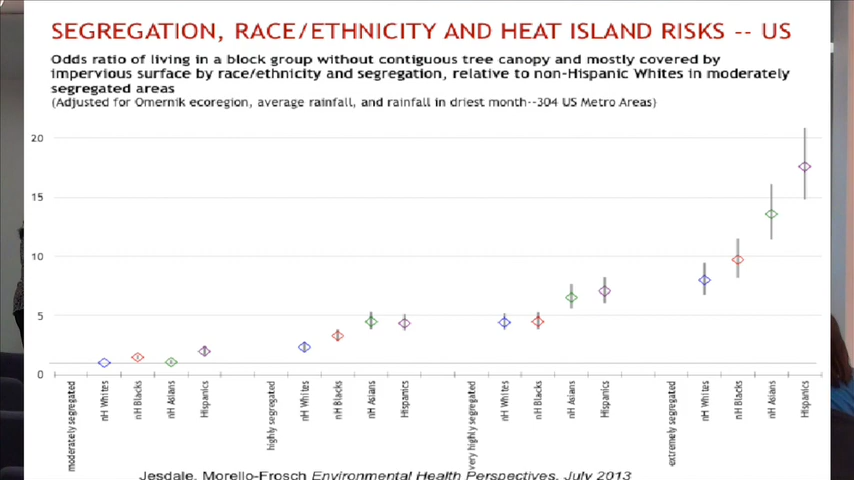 SEGREGATION, RACE/ETHNICITY AND HEAT ISLAND RISKS -- US
Odds ratio of living in a block group without contiguous tree canopy and mostly covered by
impervious surface by race/ethnicity and segregation, relative to non-Hispanic Whites in moderately
segregated areas
(Adjusted for Omernik ecoregion, average rainfall, and rainfall in driest month--304 US Metro Areas)
20
15
10
5
0
moderately segregated
nH Whites
nH Blacks
nH Asians
Hispanics
highly segregated
nH Whites
nH Blacks
nH Asians
Hispanics
very highly segregated
nH Whites
nH Blacks
nH Asians
Hispanics
extremely segregated
nH Whites
nH Blacks
nH Asians
Hispanics
Jesdale, Morello-Frosch Environmental Health Perspectives, July 2013